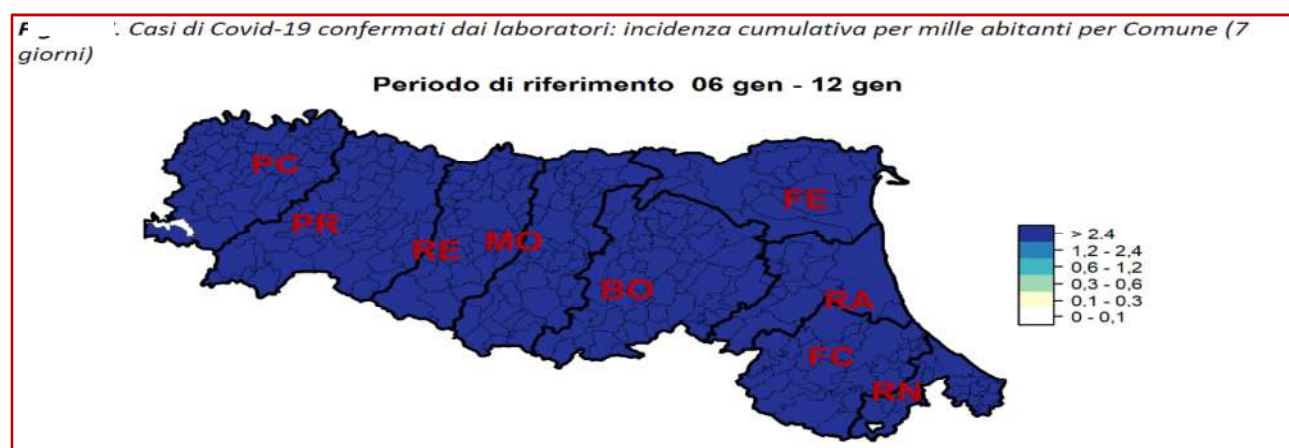 . Casi di Covid-19 confermati dai laboratori: incidenza cumulativa per mille abitanti per Comune (7
giorni)
Periodo di riferimento 06 gen - 12 gen
PC
PR
RE
MO
BO
FE
RA
FC
RN
> 2.4
1,2 - 2,4
0,6 - 1,2
0,3 - 0,6
0.1 - 0.3
0 - 0,1